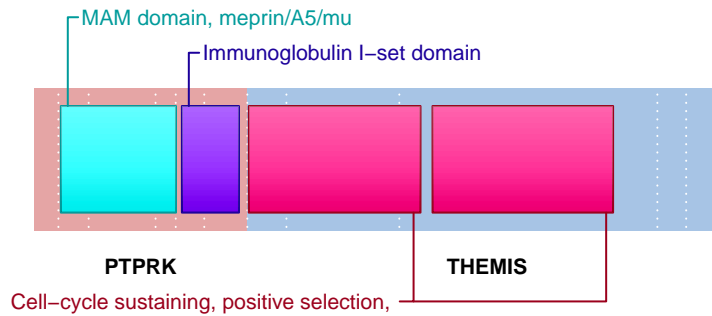 MAM domain, meprin/A5/mu
Immunoglobulin I−set domain
PTPRK THEMIS
Cell−cycle sustaining, positive selection,